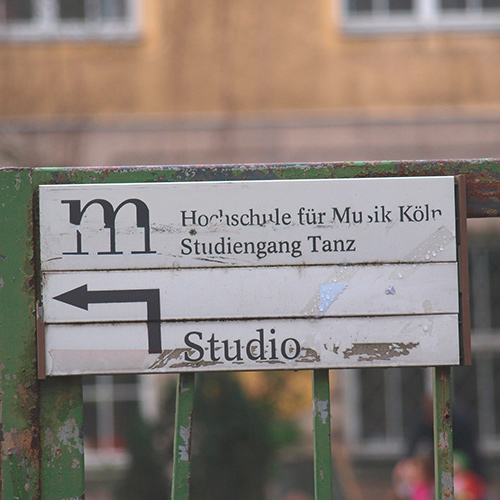 m
Hochschule für Musik Köln
Studiengang Tanz
Studio